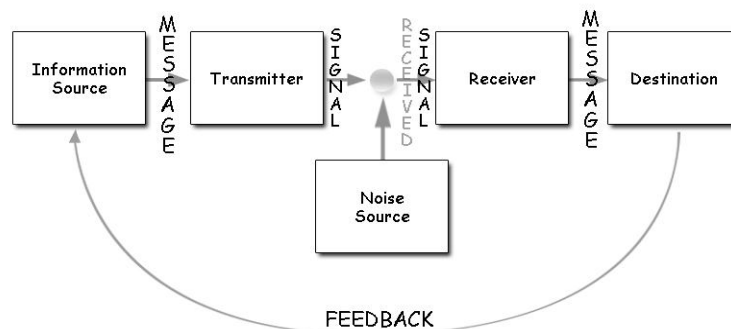 Information
Source
MESSAGE
Transmitter
SIGNAL
RECEIVED
SIGNAL
Receiver
MESSAGE
Destination
Noise
Source
FEEDBACK